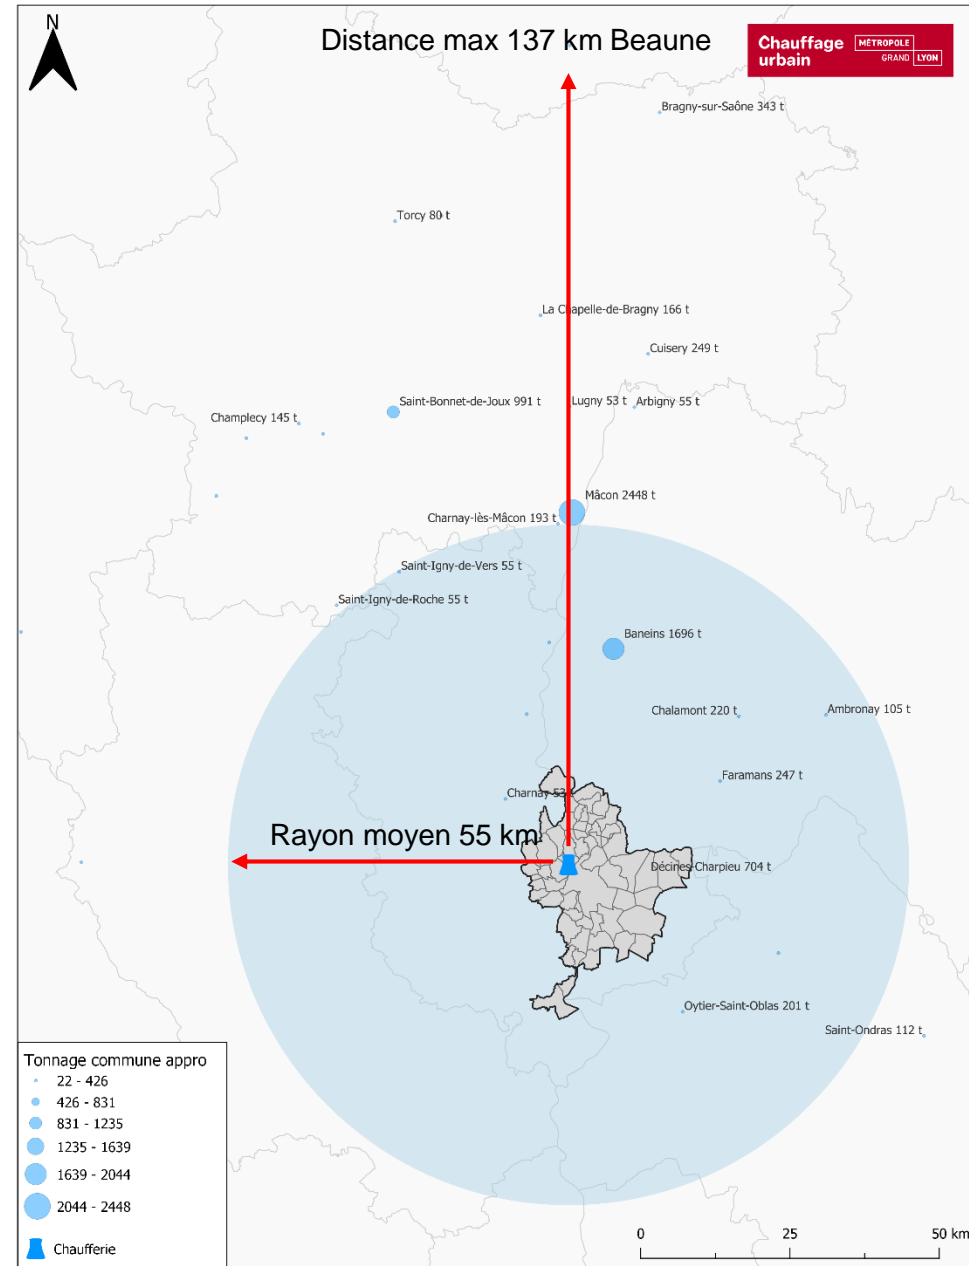 N
Distance max 137 km Beaune
Chauffage
urbain
MÉTROPOLE
GRAND LYON
Bragny-sur-Saône 343 t
Torcy 80 t
La Chapelle-de-Bragny 166 t
Cuisery 249 t
Saint-Bonnet-de-Joux 991 t
Lugny 53 t
Arbigny 55 t
Champlecy 145 t
Mâcon 2448 t
Charnay-lès-Mâcon 193 t
Saint-Igny-de-Vers 55 t
Saint-Igny-de-Roche 55 t
Baneins 1696 t
Chalamont 220 t
Ambronay 105 t
Faramans 247 t
Charnay 53 t
Rayon moyen 55 km
Décines-Charpieu 704 t
Oytier-Saint-Oblas 201 t
Saint-Ondras 112 t
Tonnage commune appro
22 - 426
426 - 831
831 - 1235
1235 - 1639
1639 - 2044
2044 - 2448
Chaufferie
0 25 50 km